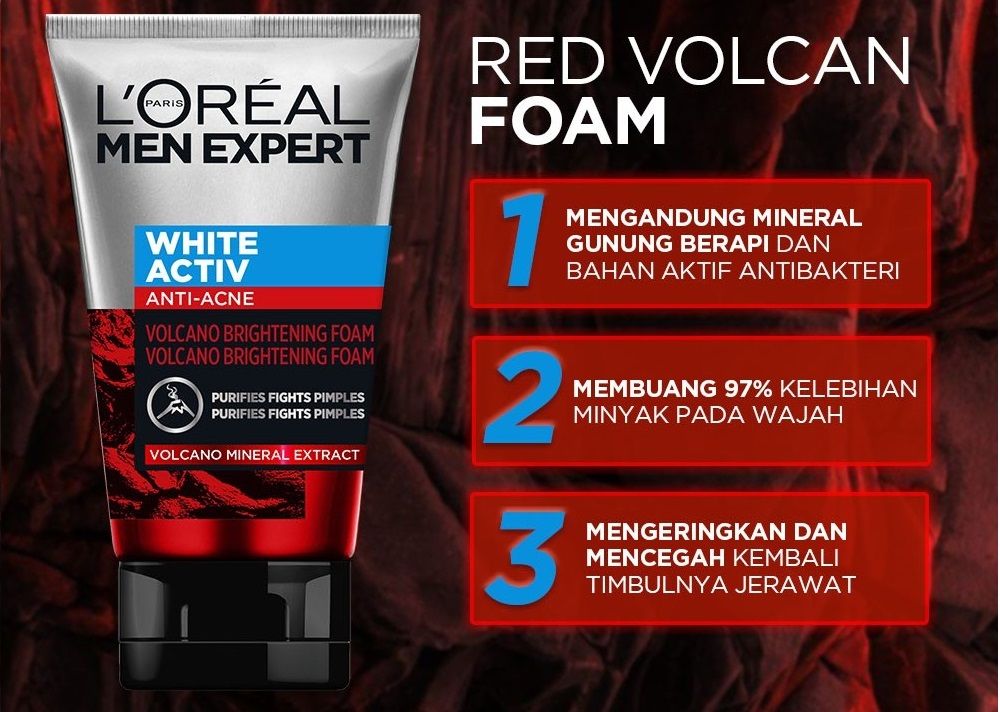 L'ORÉAL
PARIS
MEN EXPERT
WHITE
ACTIV
ANTI-ACNE
VOLCANO BRIGHTENING FOAM
VOLCANO BRIGHTENING FOAM
PURIFIES FIGHTS PIMPLES
PURIFIES FIGHTS PIMPLES
VOLCANO MINERAL EXTRACT
RED VOLCAN
FOAM
1
MENGANDUNG MINERAL
GUNUNG BERAPI DAN
BAHAN AKTIF ANTIBAKTERI
2
MEMBUANG 97% KELEBIHAN
MINYAK PADA WAJAH
3
MENGERINGKAN DAN
MENCEGAH KEMBALI
TIMBULNYA JERAWAT